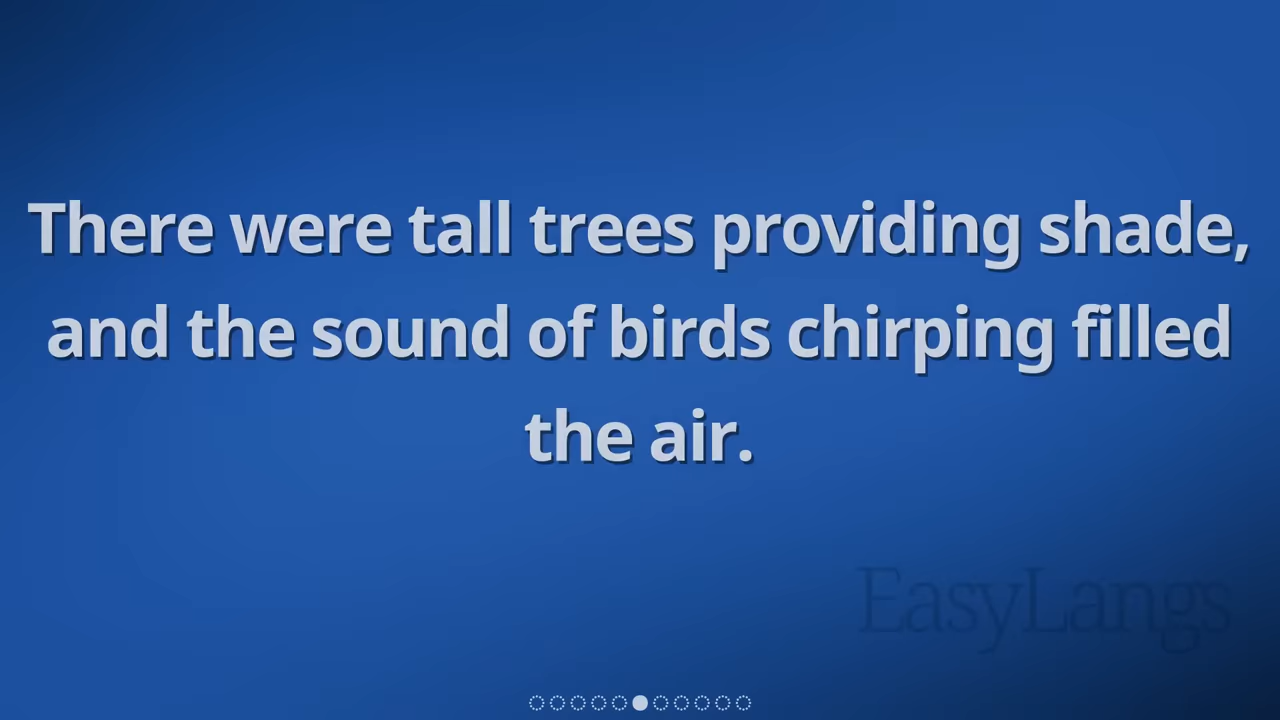 There were tall trees providing shade,
and the sound of birds chirping filled
the air.
EasyLangs